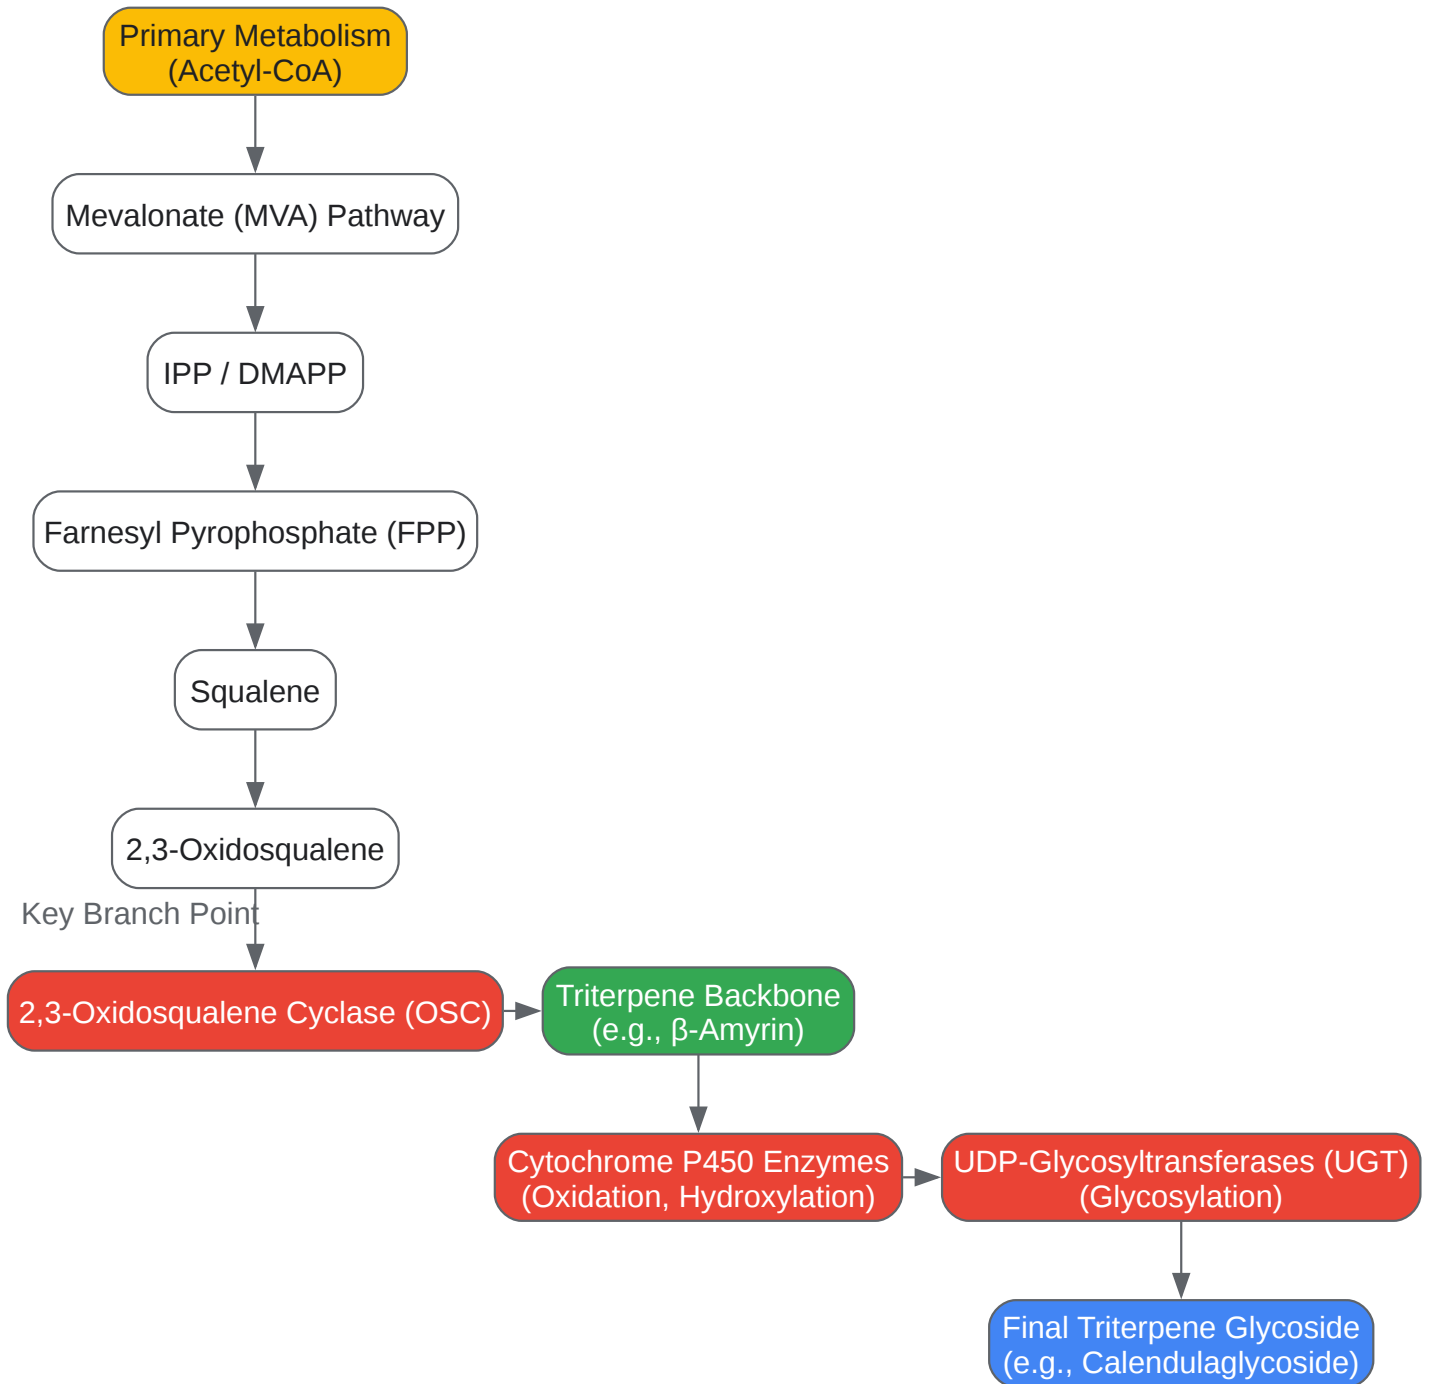 Primary Metabolism
(Acetyl-CoA)
Mevalonate (MVA) Pathway
IPP / DMAPP
Farnesyl Pyrophosphate (FPP)
Squalene
2,3-Oxidosqualene
Key Branch Point
2,3-Oxidosqualene Cyclase (OSC)
Triterpene Backbone
(e.g., β-Amyrin)
Cytochrome P450 Enzymes
(Oxidation, Hydroxylation)
UDP-Glycosyltransferases (UGT)
(Glycosylation)
Final Triterpene Glycoside
(e.g., Calendulaglycoside)